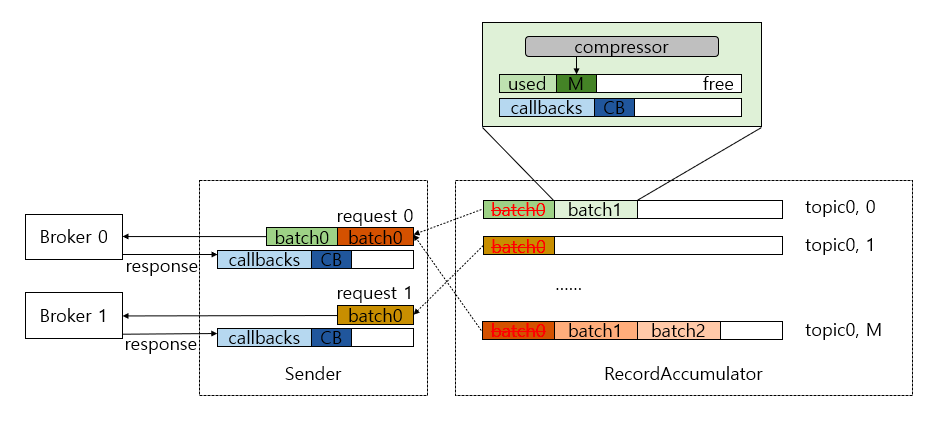 compressor
used M free
callbacks CB
batch0 batch1 topic0, 0
request 0
Broker 0 batch0 batch0 batch0 topic0, 1
response callbacks CB
......
request 1
Broker 1 batch0 batch0 batch1 batch2 topic0, M
response callbacks CB
Sender RecordAccumulator